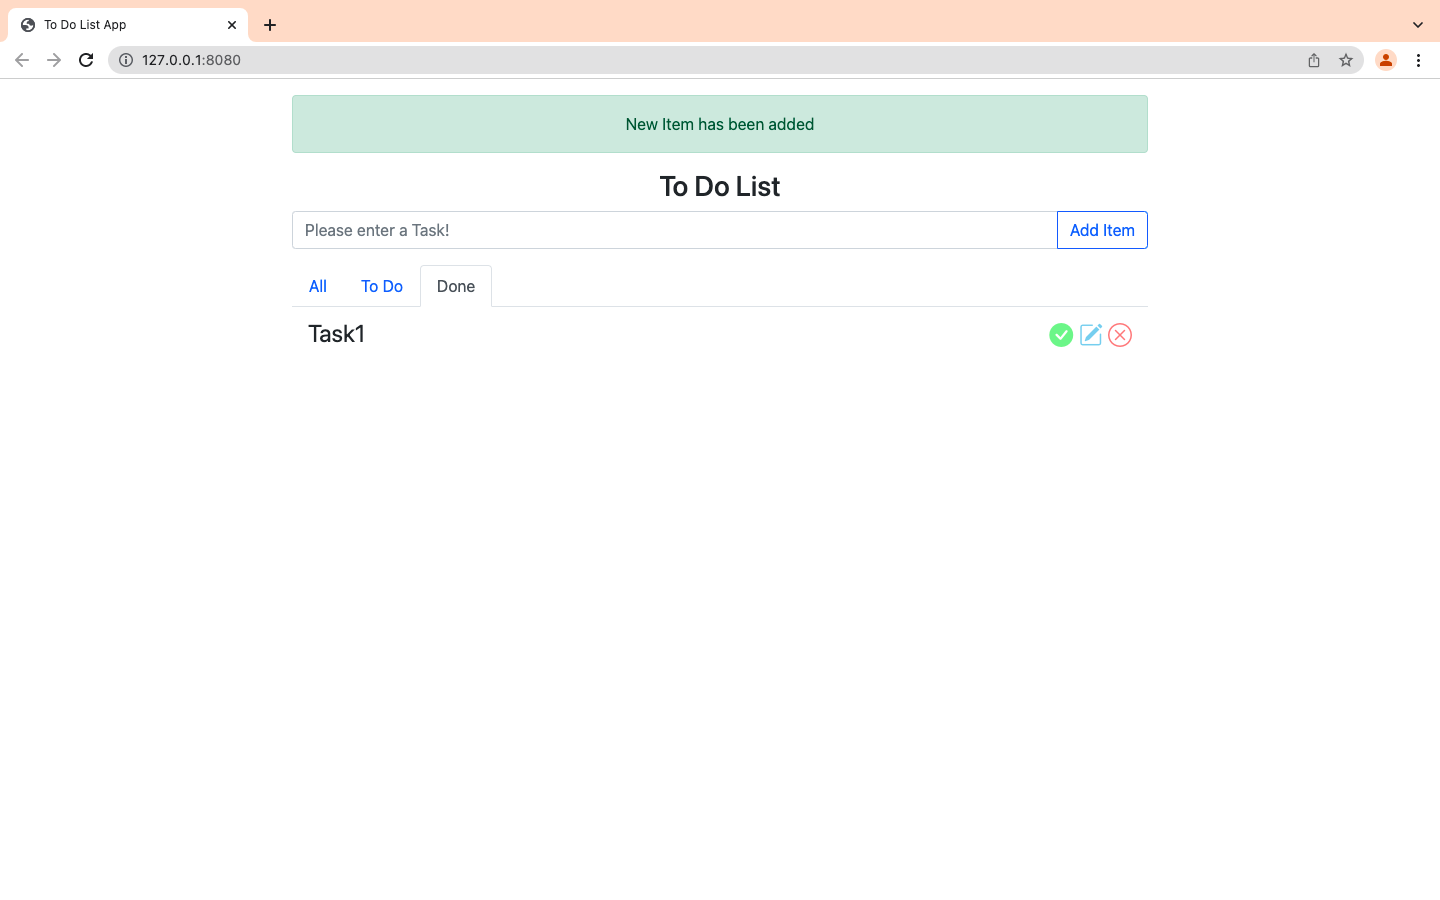 To Do List App
127.0.0.1:8080
New Item has been added
To Do List
Please enter a Task!
Add Item
All
To Do
Done
Task1